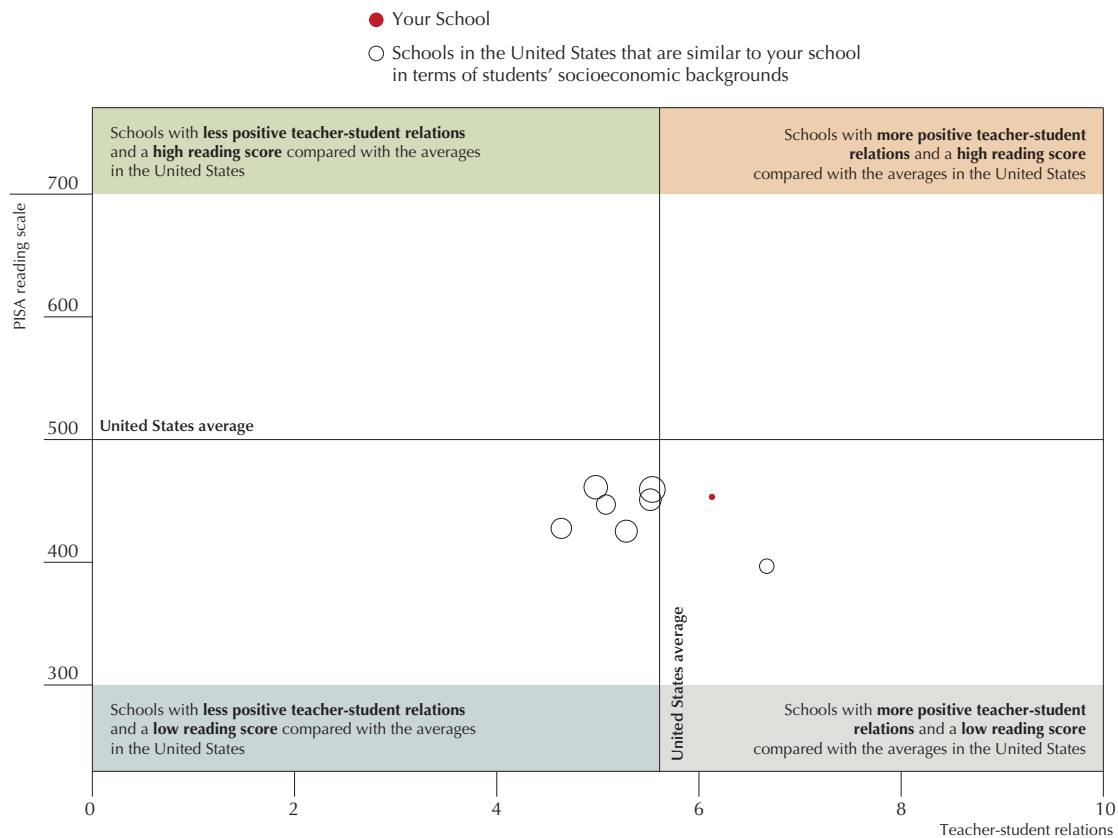 Your School
Schools in the United States that are similar to your school
in terms of students’ socioeconomic backgrounds
Schools with less positive teacher-student relations
and a high reading score compared with the averages
in the United States
Schools with more positive teacher-student
relations and a high reading score
compared with the averages in the United States
PISA reading scale
700
600
500
400
300
United States average
United States average
Schools with less positive teacher-student relations
and a low reading score compared with the averages
in the United States
Schools with more positive teacher-student
relations and a low reading score
compared with the averages in the United States
0 2 4 6 8 10
Teacher-student relations